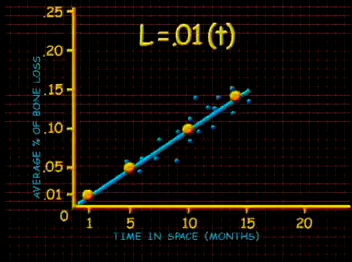 L=.01(t)
AVERAGE % OF BONE LOSS
.25
.20
.15
.10
.05
.01
0
1 5 10 15 20
TIME IN SPACE (MONTHS)